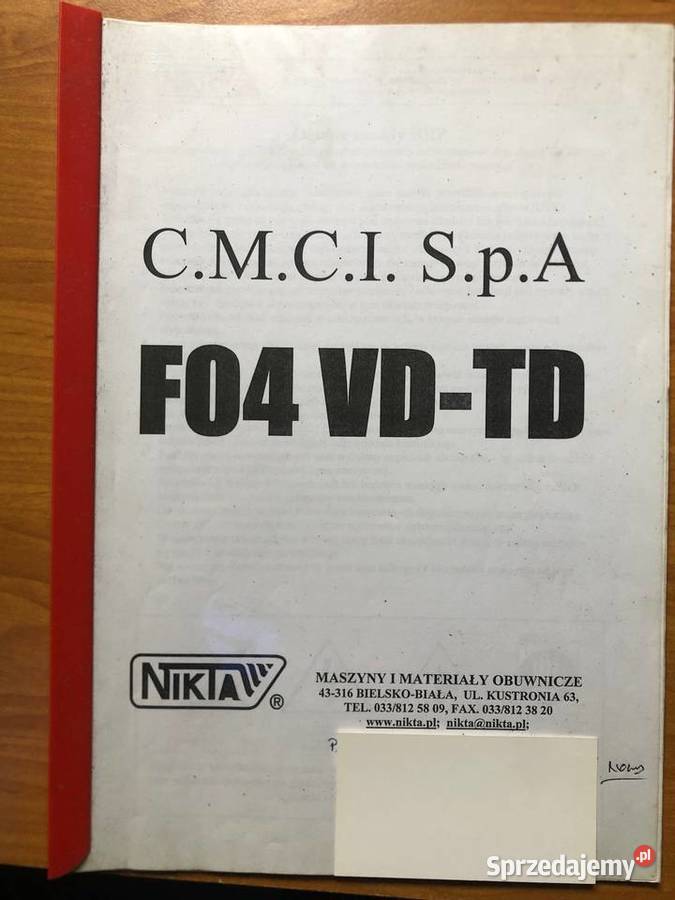 C.M.C.I. S.p.A
F04 VD-TD
NIKTA ®
MASZYNY I MATERIAŁY OBUWNICZE
43-316 BIELSKO-BIAŁA, UL. KUSTRONIA 63,
TEL. 033/812 58 09, FAX. 033/812 38 20
www.nikta.pl; nikta@nikta.pl;
Sprzedajemy.pl